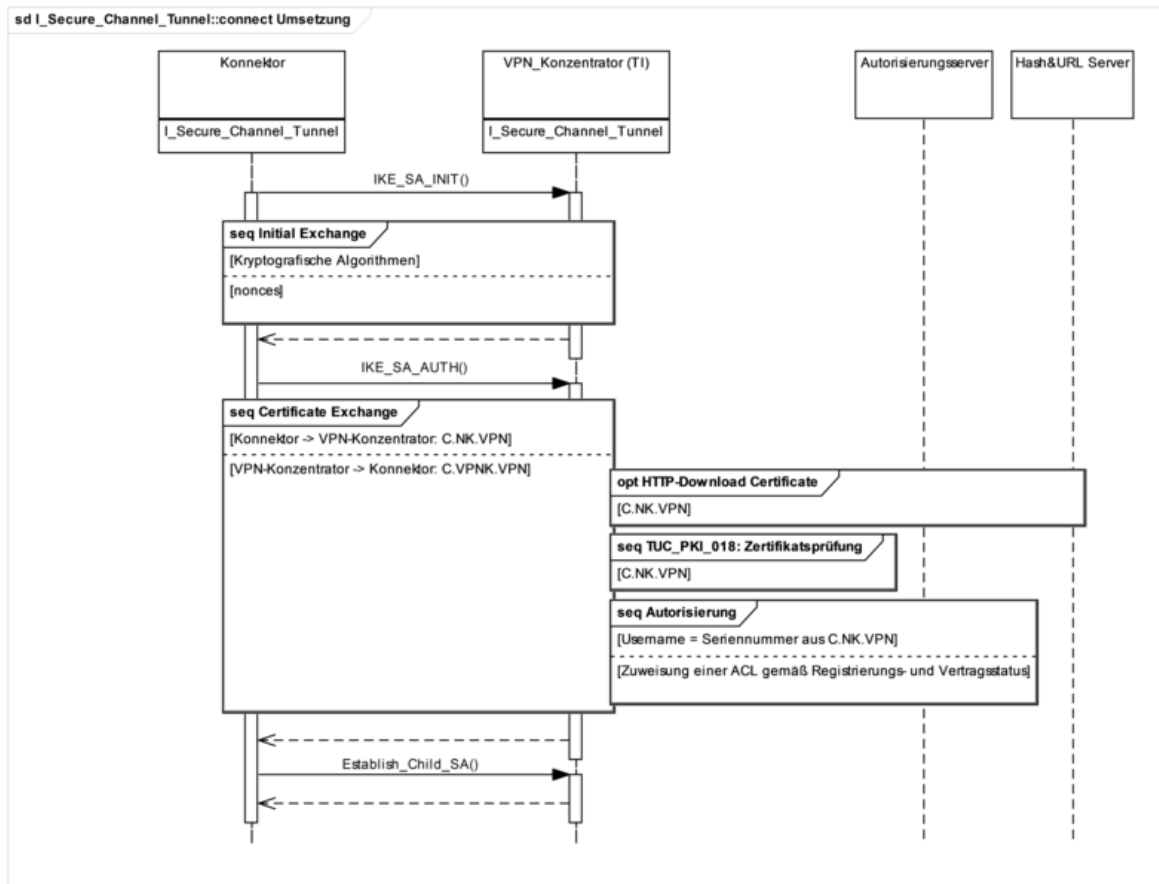 sd I_Secure_Channel_Tunnel::connect Umsetzung
Konnektor
VPN_Konzentrator (TI)
Autorisierungsserver
Hash&URL Server
I_Secure_Channel_Tunnel
I_Secure_Channel_Tunnel
IKE_SA_INIT()
seq Initial Exchange
[Kryptografische Algorithmen]
[nonces]
IKE_SA_AUTH()
seq Certificate Exchange
[Konnektor -> VPN-Konzentrator: C.NK.VPN]
[VPN-Konzentrator -> Konnektor: C.VPNK.VPN]
opt HTTP-Download Certificate
[C.NK.VPN]
seq TUC_PKI_018: Zertifikatsprüfung
[C.NK.VPN]
seq Autorisierung
[Username = Seriennummer aus C.NK.VPN]
[Zuweisung einer ACL gemäß Registrierungs- und Vertragsstatus]
Establish_Child_SA()